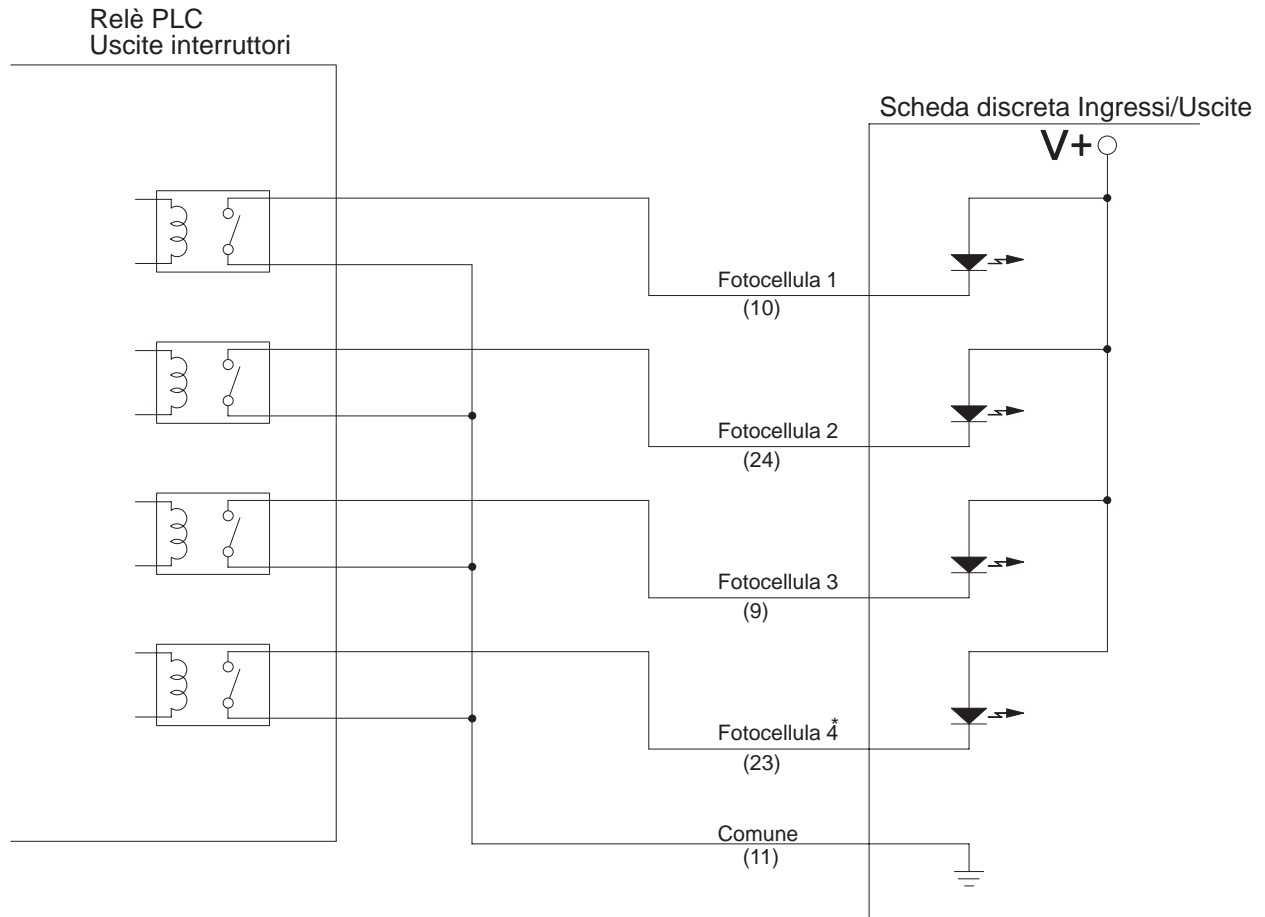 Relè PLC
Uscite interruttori
Scheda discreta Ingressi/Uscite
V+
Fotocellula 1
(10)
Fotocellula 2
(24)
Fotocellula 3
(9)
Fotocellula 4*
(23)
Comune
(11)